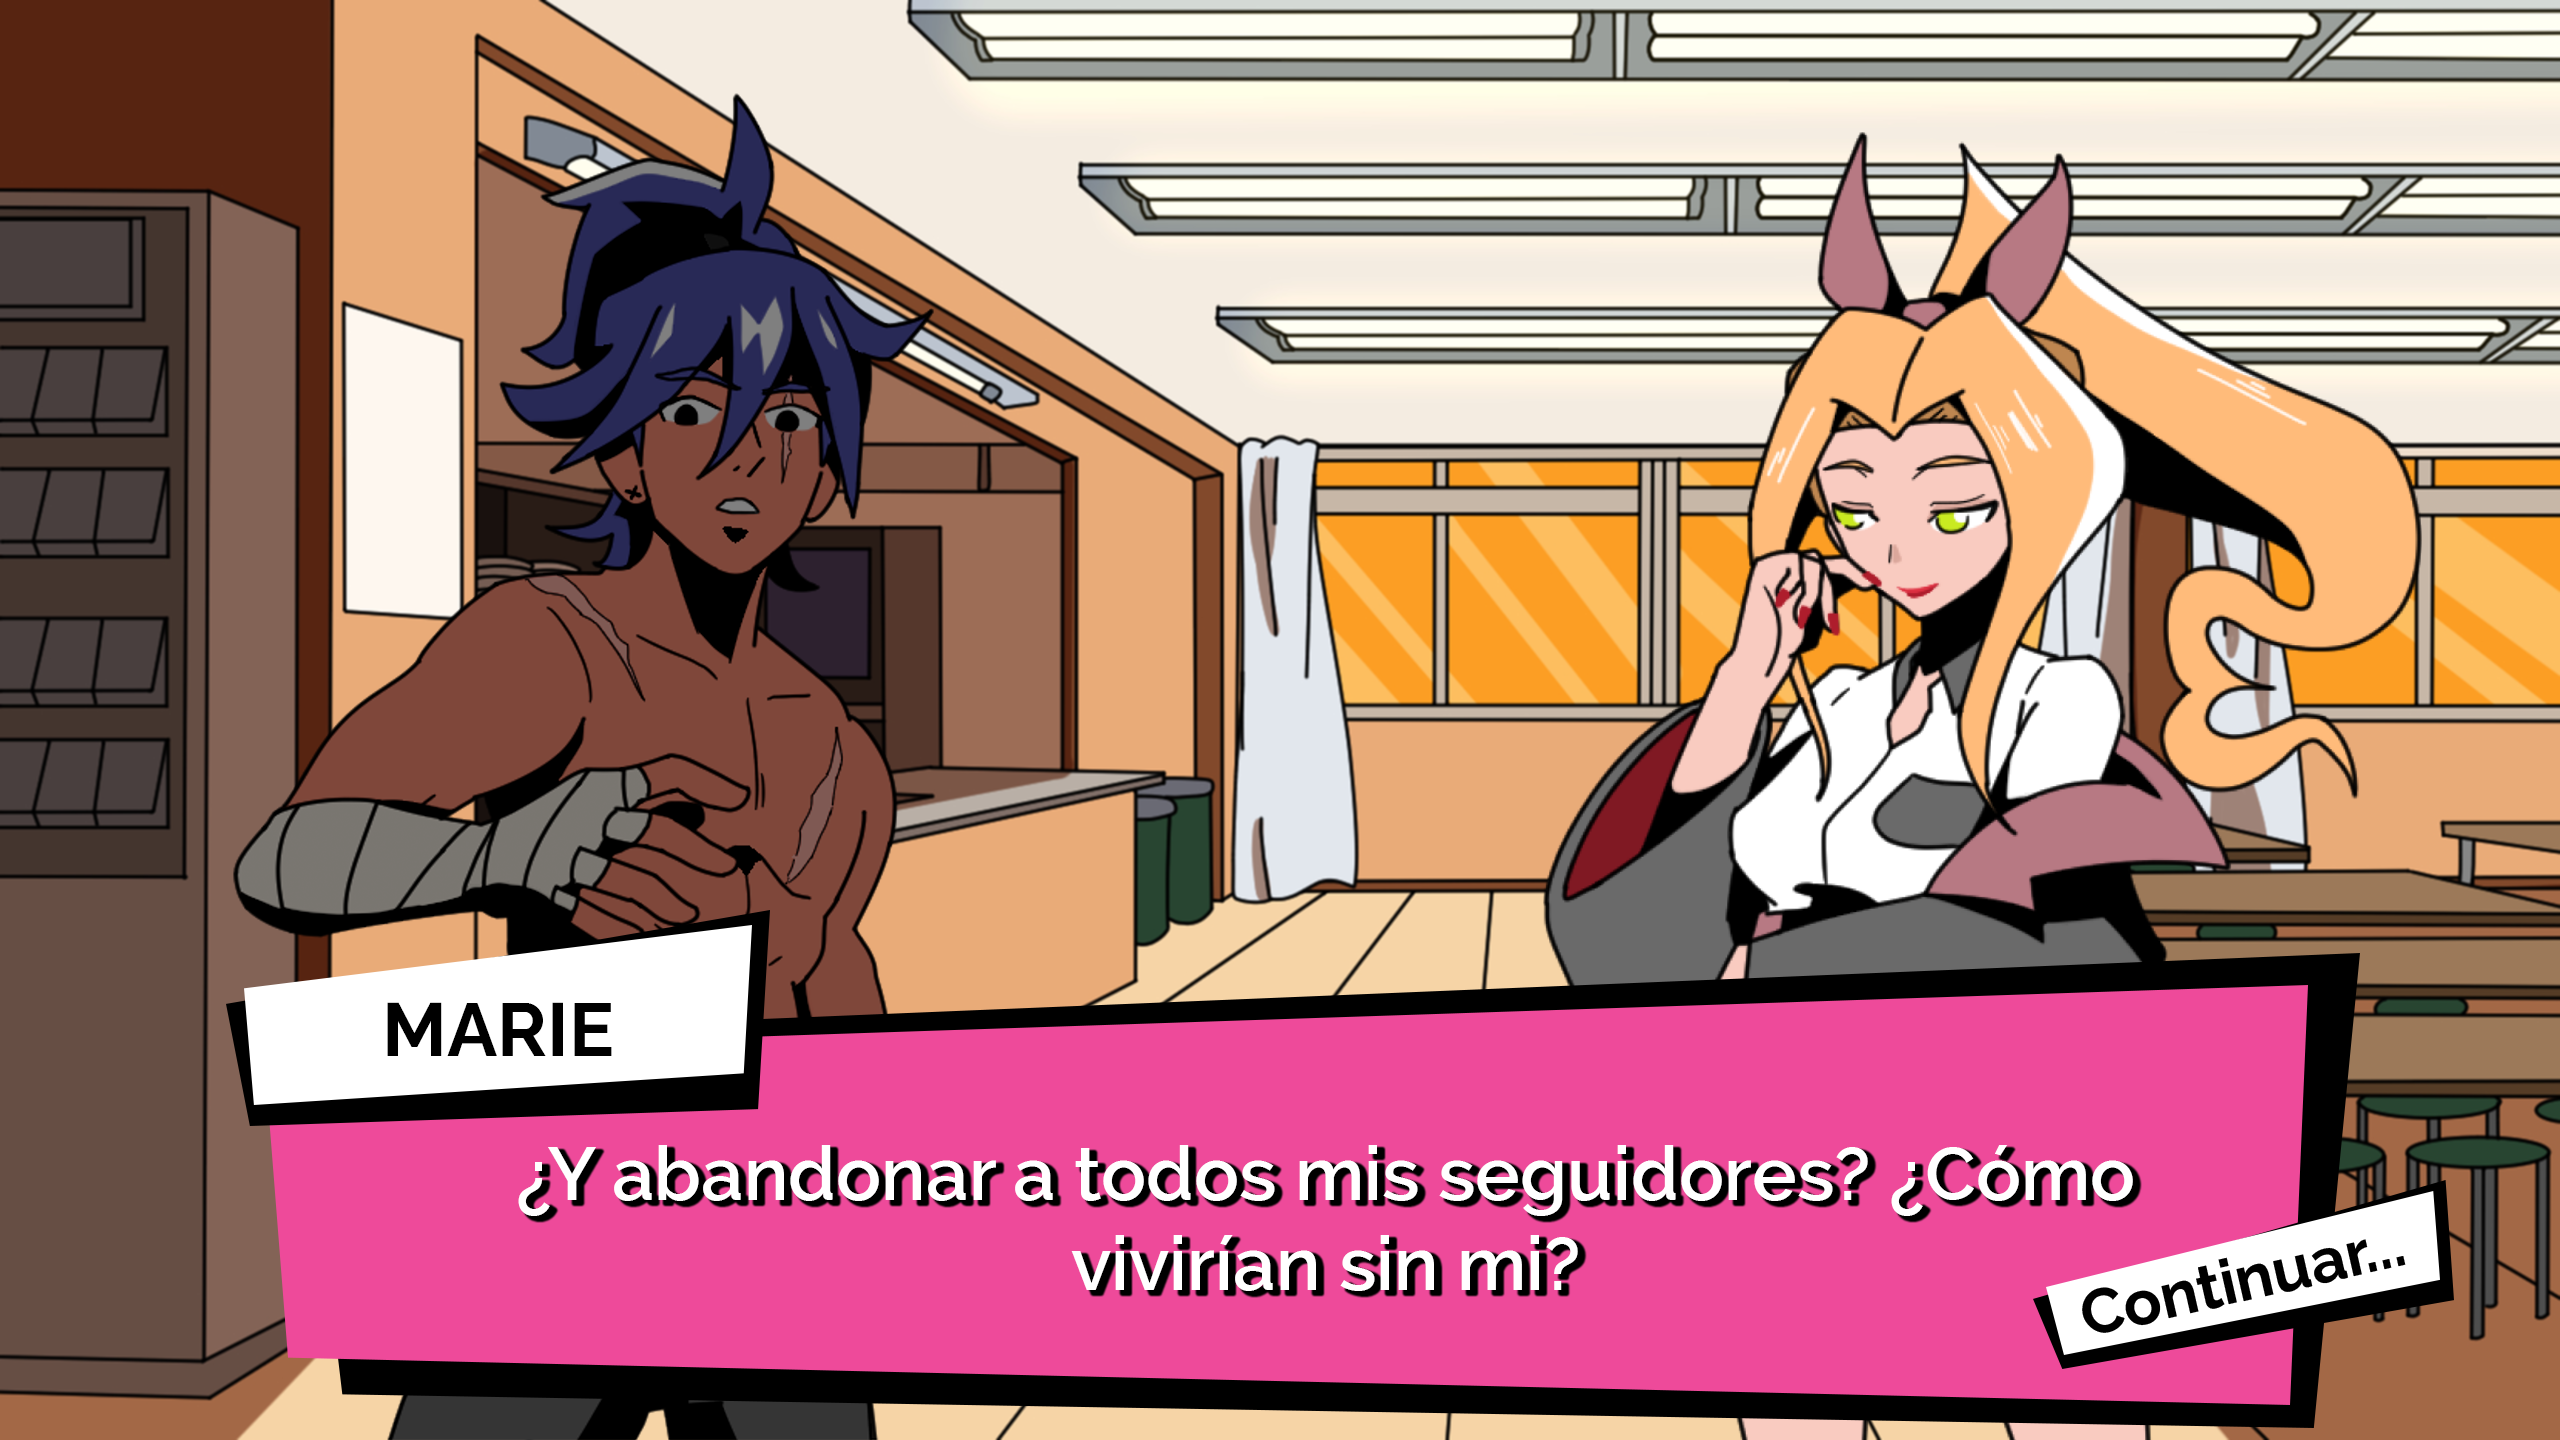 MARIE
¿Y abandonar a todos mis seguidores? ¿Cómo
vivirían sin mi?
Continuar...